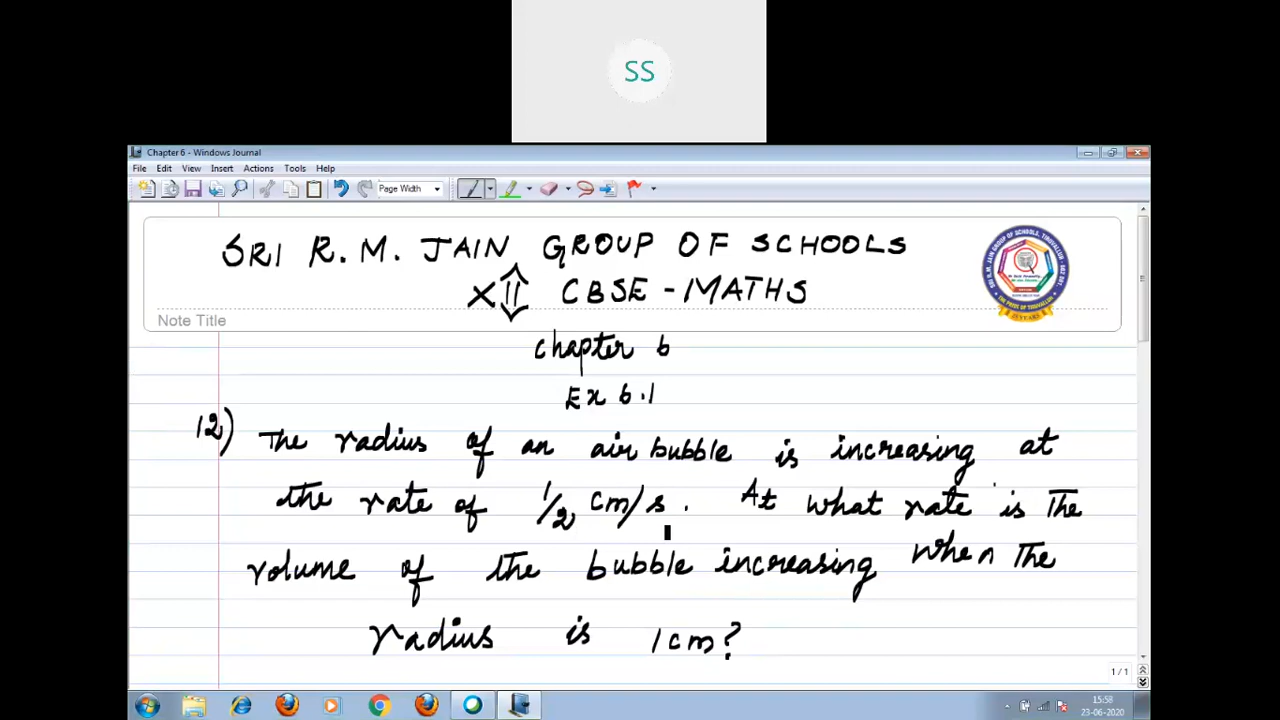 SS
Chapter 6 - Windows Journal
File Edit View Insert Actions Tools Help
Page Width
SRI R. M. JAIN GROUP OF SCHOOLS
XII CBSE - MATHS
Note Title
Chapter 6
Ex 6.1
12) The radius of an air bubble is increasing at
the rate of 1/2 cm/s. At what rate is the
volume of the bubble increasing when the
radius is 1cm?
1/1
15:58
23-06-2020